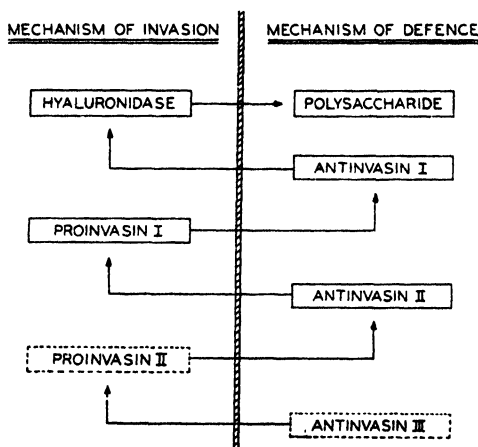 MECHANISM OF INVASION
MECHANISM OF DEFENCE
HYALURONIDASE
POLYSACCHARIDE
ANTINVASIN I
PROINVASIN I
ANTINVASIN II
PROINVASIN II
ANTINVASIN III